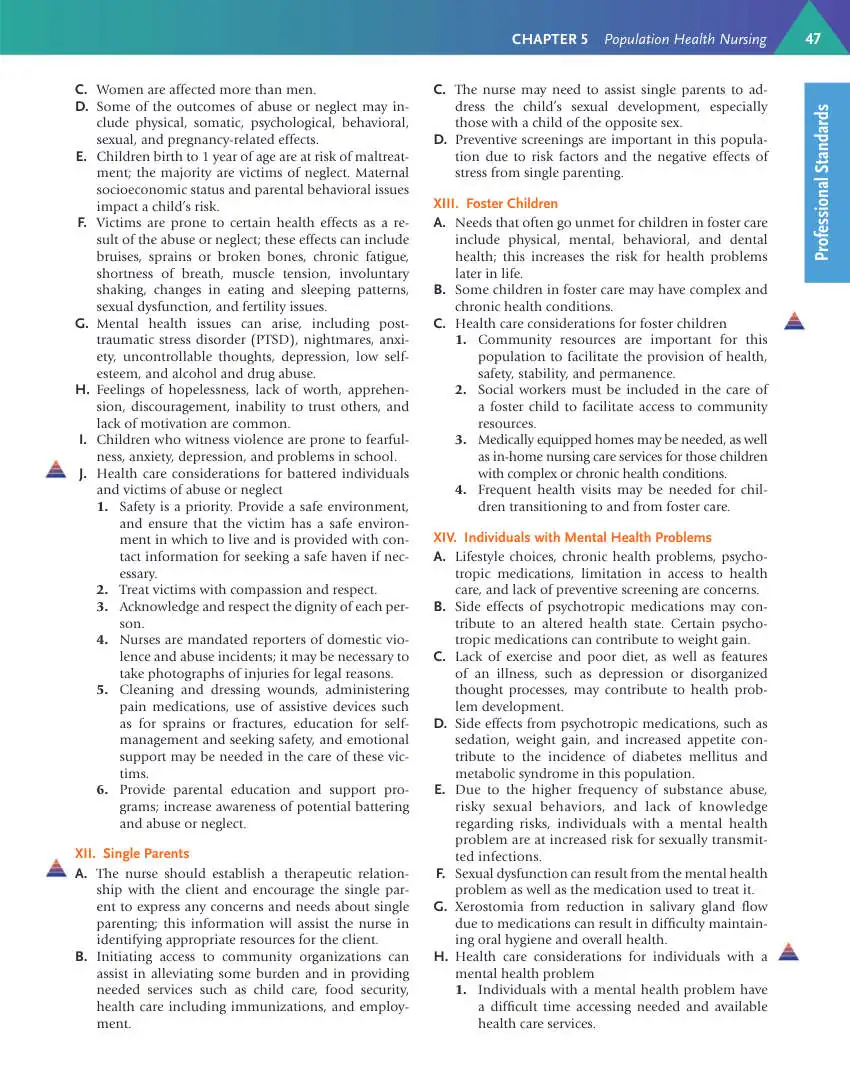 CHAPTER 5 Population Health Nursing 47
C. Women are affected more than men.
D. Some of the outcomes of abuse or neglect may in-
clude physical, somatic, psychological, behavioral,
sexual, and pregnancy-related effects.
E. Children birth to 1 year of age are at risk of maltreat-
ment; the majority are victims of neglect. Maternal
socioeconomic status and parental behavioral issues
impact a child's risk.
F. Victims are prone to certain health effects as a re-
sult of the abuse or neglect; these effects can include
bruises, sprains or broken bones, chronic fatigue,
shortness of breath, muscle tension, involuntary
shaking, changes in eating and sleeping patterns,
sexual dysfunction, and fertility issues.
G. Mental health issues can arise, including post-
traumatic stress disorder (PTSD), nightmares, anxi-
ety, uncontrollable thoughts, depression, low self-
esteem, and alcohol and drug abuse.
H. Feelings of hopelessness, lack of worth, apprehen-
sion, discouragement, inability to trust others, and
lack of motivation are common.
I. Children who witness violence are prone to fearful-
ness, anxiety, depression, and problems in school.
J. Health care considerations for battered individuals
and victims of abuse or neglect
1. Safety is a priority. Provide a safe environment,
and ensure that the victim has a safe environ-
ment in which to live and is provided with con-
tact information for seeking a safe haven if nec-
essary.
2. Treat victims with compassion and respect.
3. Acknowledge and respect the dignity of each per-
son.
4. Nurses are mandated reporters of domestic vio-
lence and abuse incidents; it may be necessary to
take photographs of injuries for legal reasons.
5. Cleaning and dressing wounds, administering
pain medications, use of assistive devices such
as for sprains or fractures, education for self-
management and seeking safety, and emotional
support may be needed in the care of these vic-
tims.
6. Provide parental education and support pro-
grams; increase awareness of potential battering
and abuse or neglect.
XII. Single Parents
A. The nurse should establish a therapeutic relation-
ship with the client and encourage the single par-
ent to express any concerns and needs about single
parenting; this information will assist the nurse in
identifying appropriate resources for the client.
B. Initiating access to community organizations can
assist in alleviating some burden and in providing
needed services such as child care, food security,
health care including immunizations, and employ-
ment.
C. The nurse may need to assist single parents to ad-
dress the child's sexual development, especially
those with a child of the opposite sex.
D. Preventive screenings are important in this popula-
tion due to risk factors and the negative effects of
stress from single parenting.
XIII. Foster Children
A. Needs that often go unmet for children in foster care
include physical, mental, behavioral, and dental
health; this increases the risk for health problems
later in life.
B. Some children in foster care may have complex and
chronic health conditions.
C. Health care considerations for foster children
1. Community resources are important for this
population to facilitate the provision of health,
safety, stability, and permanence.
2. Social workers must be included in the care of
a foster child to facilitate access to community
resources.
3. Medically equipped homes may be needed, as well
as in-home nursing care services for those children
with complex or chronic health conditions.
4. Frequent health visits may be needed for chil-
dren transitioning to and from foster care.
XIV. Individuals with Mental Health Problems
A. Lifestyle choices, chronic health problems, psycho-
tropic medications, limitation in access to health
care, and lack of preventive screening are concerns.
B. Side effects of psychotropic medications may con-
tribute to an altered health state. Certain psycho-
tropic medications can contribute to weight gain.
C. Lack of exercise and poor diet, as well as features
of an illness, such as depression or disorganized
thought processes, may contribute to health prob-
lem development.
D. Side effects from psychotropic medications, such as
sedation, weight gain, and increased appetite con-
tribute to the incidence of diabetes mellitus and
metabolic syndrome in this population.
E. Due to the higher frequency of substance abuse,
risky sexual behaviors, and lack of knowledge
regarding risks, individuals with a mental health
problem are at increased risk for sexually transmit-
ted infections.
F. Sexual dysfunction can result from the mental health
problem as well as the medication used to treat it.
G. Xerostomia from reduction in salivary gland flow
due to medications can result in difficulty maintain-
ing oral hygiene and overall health.
H. Health care considerations for individuals with a
mental health problem
1. Individuals with a mental health problem have
a difficult time accessing needed and available
health care services.
Professional Standards